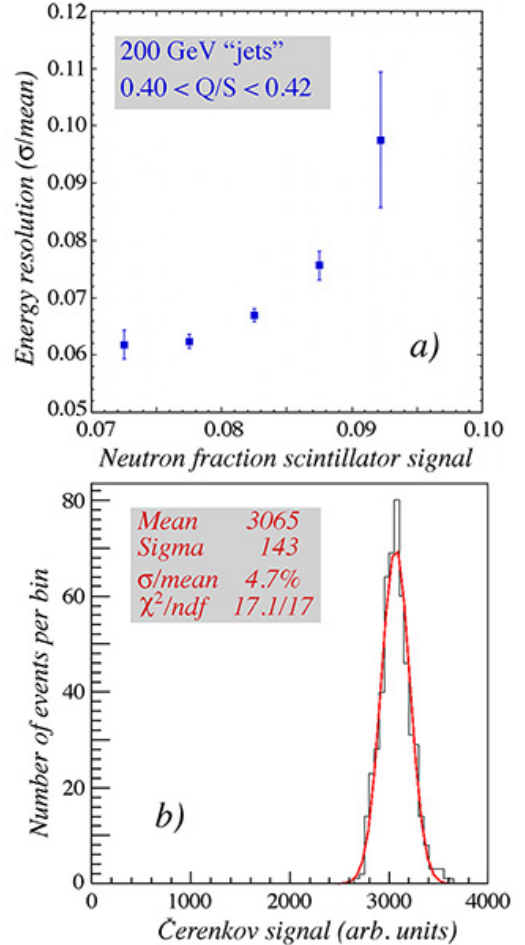 0.12
0.11
0.10
0.09
0.08
0.07
0.06
0.05
Energy resolution (σ/mean)
200 GeV “jets”
0.40 < Q/S < 0.42
a)
0.07 0.08 0.09 0.10
Neutron fraction scintillator signal
80
60
40
20
0
Number of events per bin
Mean 3065
Sigma 143
σ/mean 4.7%
χ²/ndf 17.1/17
b)
0 1000 2000 3000 4000
Čerenkov signal (arb. units)